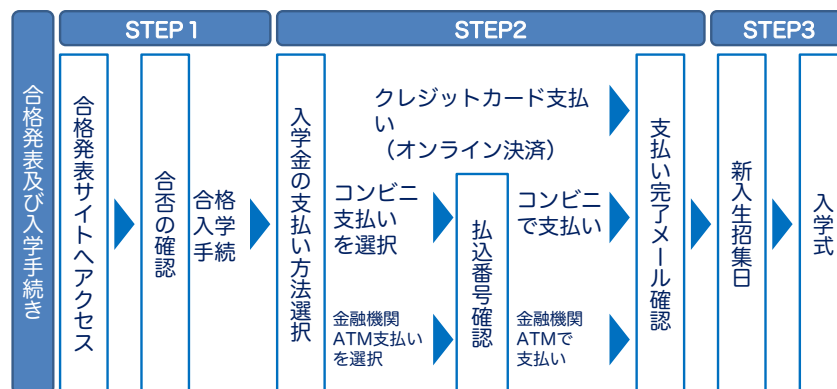 合格発表及び入学手続き
STEP1
合格発表サイトへアクセス
合否の確認
合格
入学
手続
STEP2
入学金の支払い方法選択
クレジットカード支払
い
（オンライン決済）
コンビニ
支払い
を選択
金融機関
ATM支払い
を選択
払込番号確認
コンビニ
で支払い
金融機関
ATMで
支払い
支払い完了メール確認
STEP3
新入生招集日
入学式